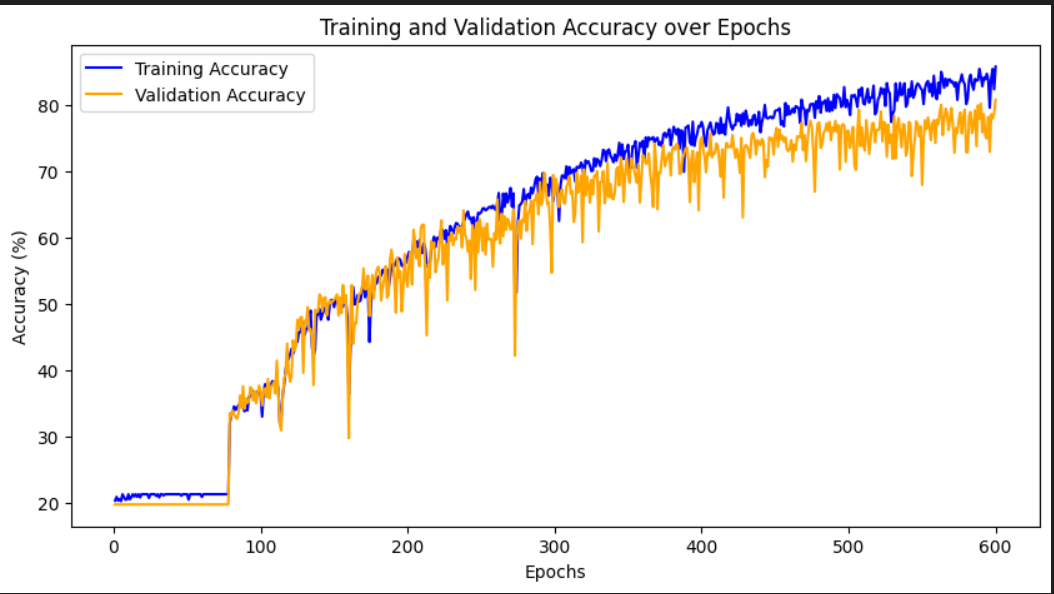 Training and Validation Accuracy over Epochs
Training Accuracy
Validation Accuracy
Accuracy (%)
80
70
60
50
40
30
20
0 100 200 300 400 500 600
Epochs